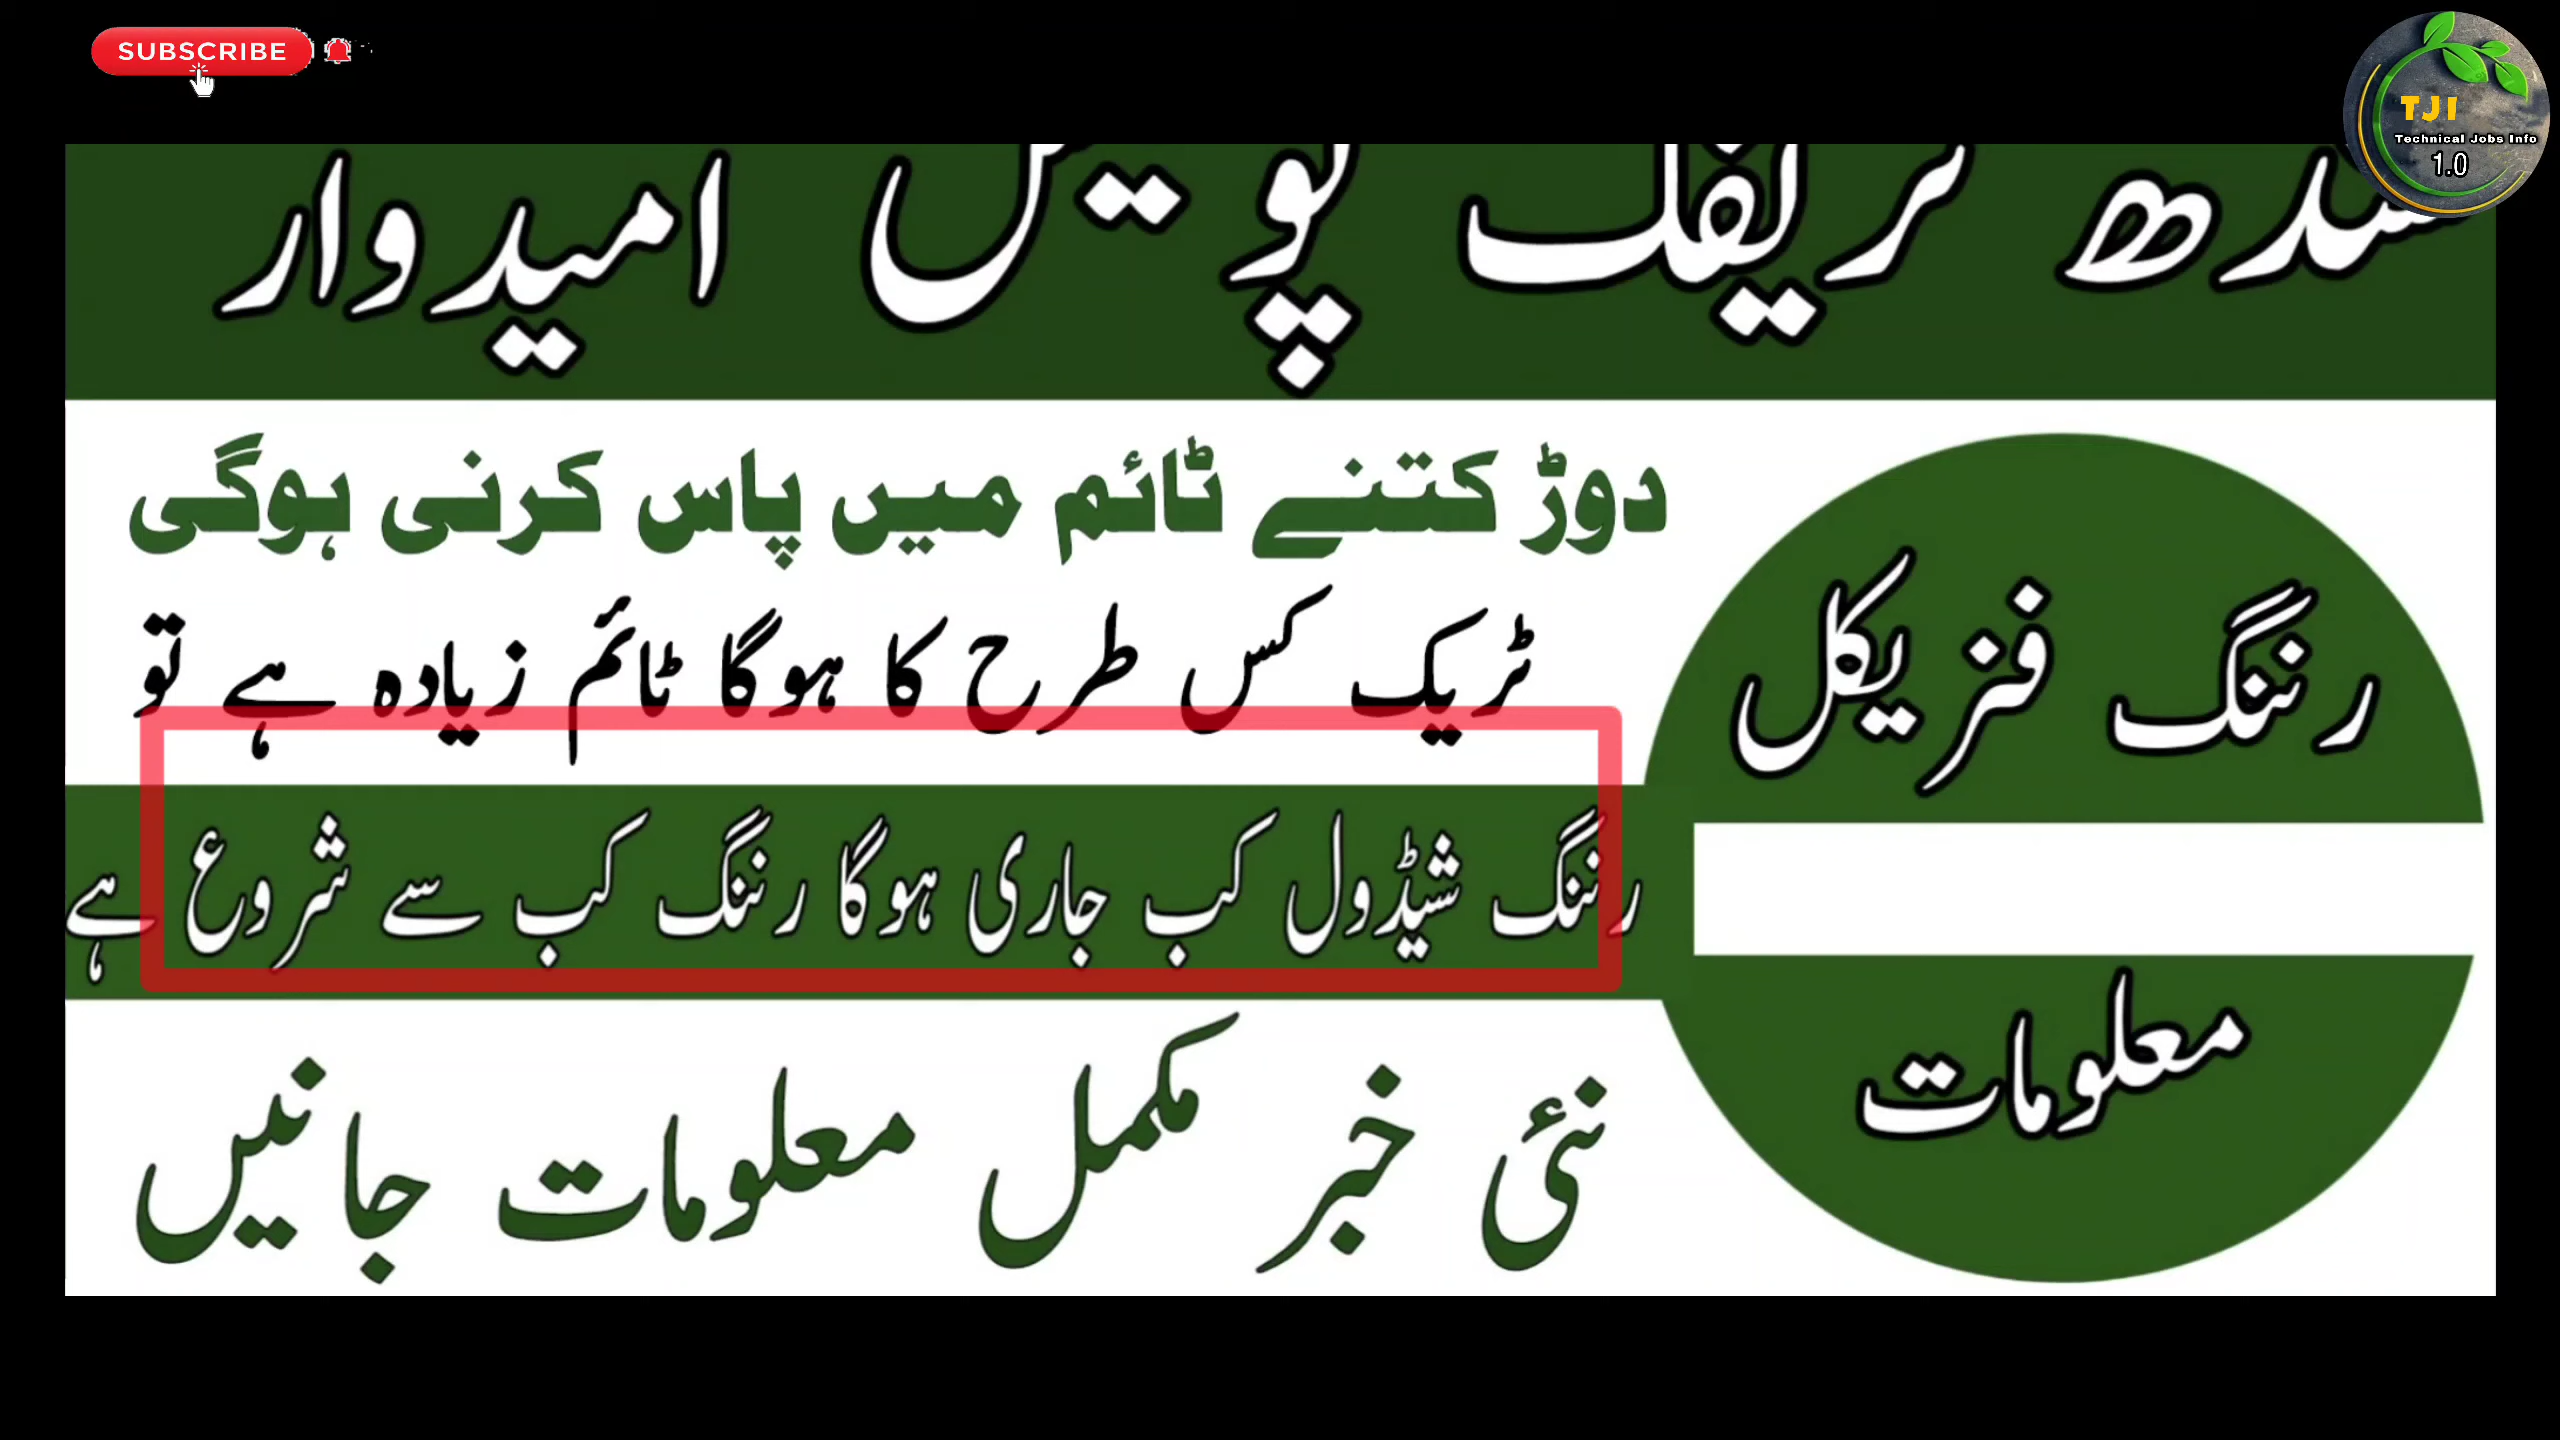 SUBSCRIBE
TJI
Technical Jobs Info
1.0
سندھ ٹریفک پولیس امیدوار
دوڑ کتنے ٹائم میں پاس کرنی ہوگی
ٹریک کس طرح کا ہوگا ٹائم زیادہ ہے تو
رننگ فزیکل
رننگ شیڈول کب جاری ہوگا رننگ کب سے شروع ہے
معلومات
نئی خبر مکمل معلومات جانیں